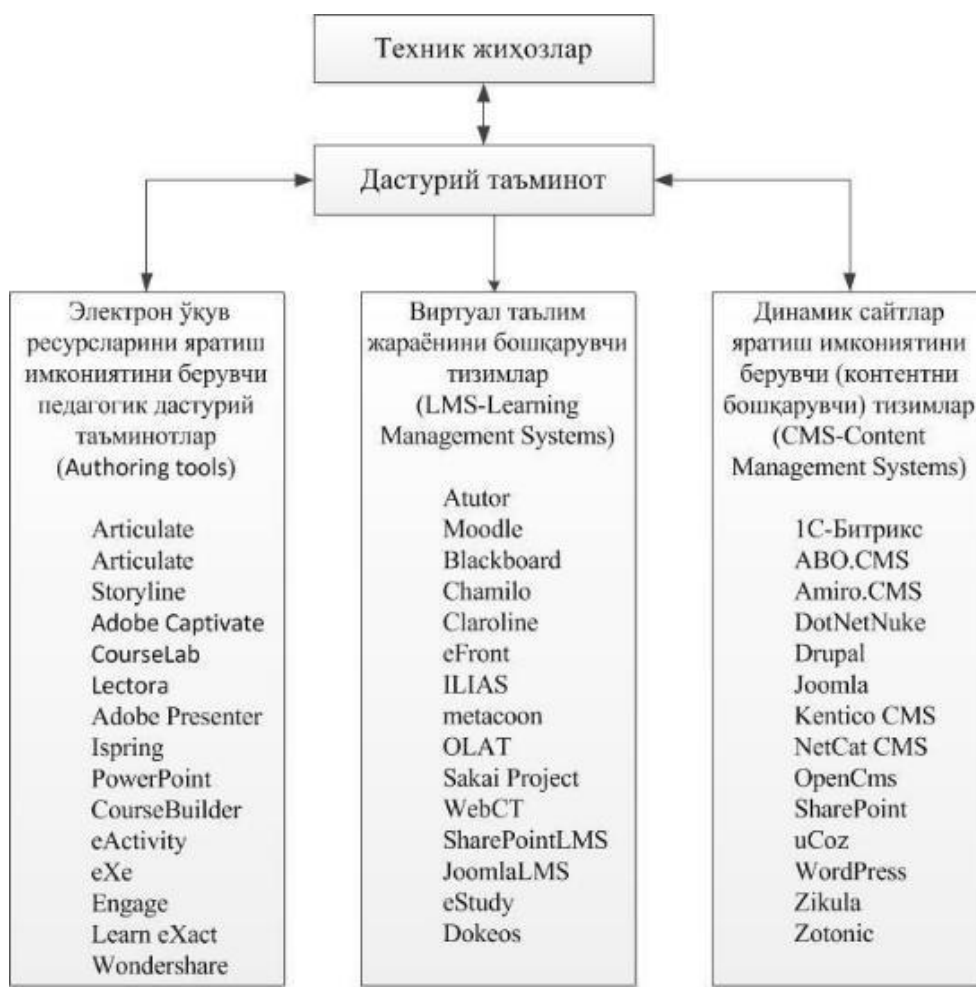 Техник жиҳозлар
Дастурий таъминот
Электрон ўқув
ресурсларини яратиш
имкониятини берувчи
педагогик дастурий
таъминотлар
(Authoring tools)
Articulate
Articulate
Storyline
Adobe Captivate
CourseLab
Lectora
Adobe Presenter
Ispring
PowerPoint
CourseBuilder
eActivity
eXe
Engage
Learn eXact
Wondershare
Виртуал таълим
жараёнини бошқарувчи
тизимлар
(LMS-Learning
Management Systems)
Atutor
Moodle
Blackboard
Chamilo
Claroline
eFront
ILIAS
metacoon
OLAT
Sakai Project
WebCT
SharePointLMS
JoomlaLMS
eStudy
Dokeos
Динамик сайтлар
яратиш имкониятини
берувчи (контентни
бошқарувчи) тизимлар
(CMS-Content
Management Systems)
1С-Битрикс
ABO.CMS
Amiro.CMS
DotNetNuke
Drupal
Joomla
Kentico CMS
NetCat CMS
OpenCms
SharePoint
uCoz
WordPress
Zikula
Zotonic